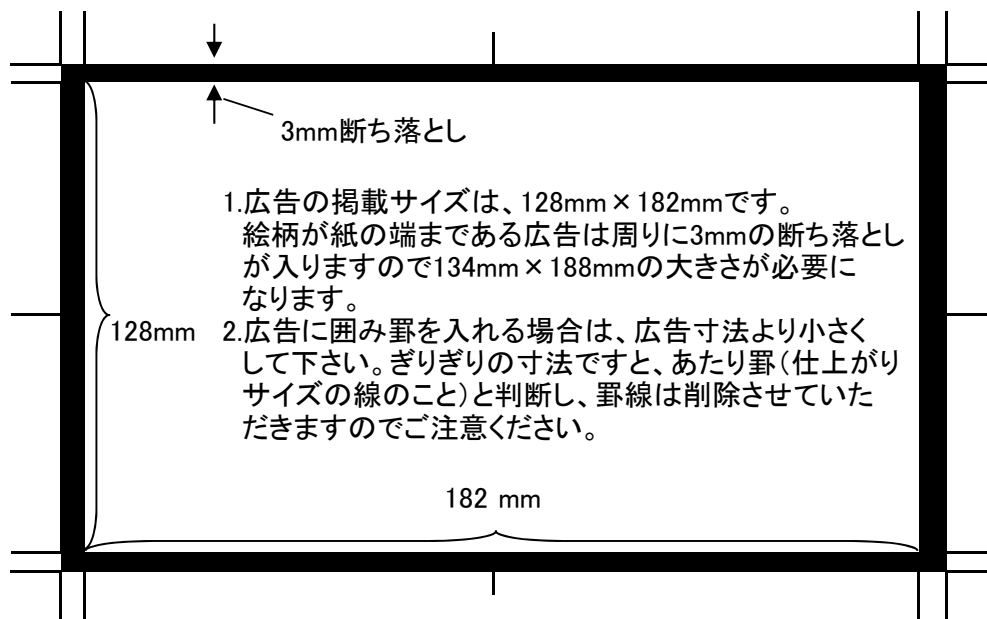 3mm断ち落とし
1.広告の掲載サイズは、128mm×182mmです。
絵柄が紙の端まである広告は周りに3mmの断ち落とし
が入りますので134mm×188mmの大きさが必要に
なります。
128mm
2.広告に囲み罫を入れる場合は、広告寸法より小さく
して下さい。ぎりぎりの寸法ですと、あたり罫(仕上がり
サイズの線のこと)と判断し、罫線は削除させていた
だきますのでご注意ください。
182 mm